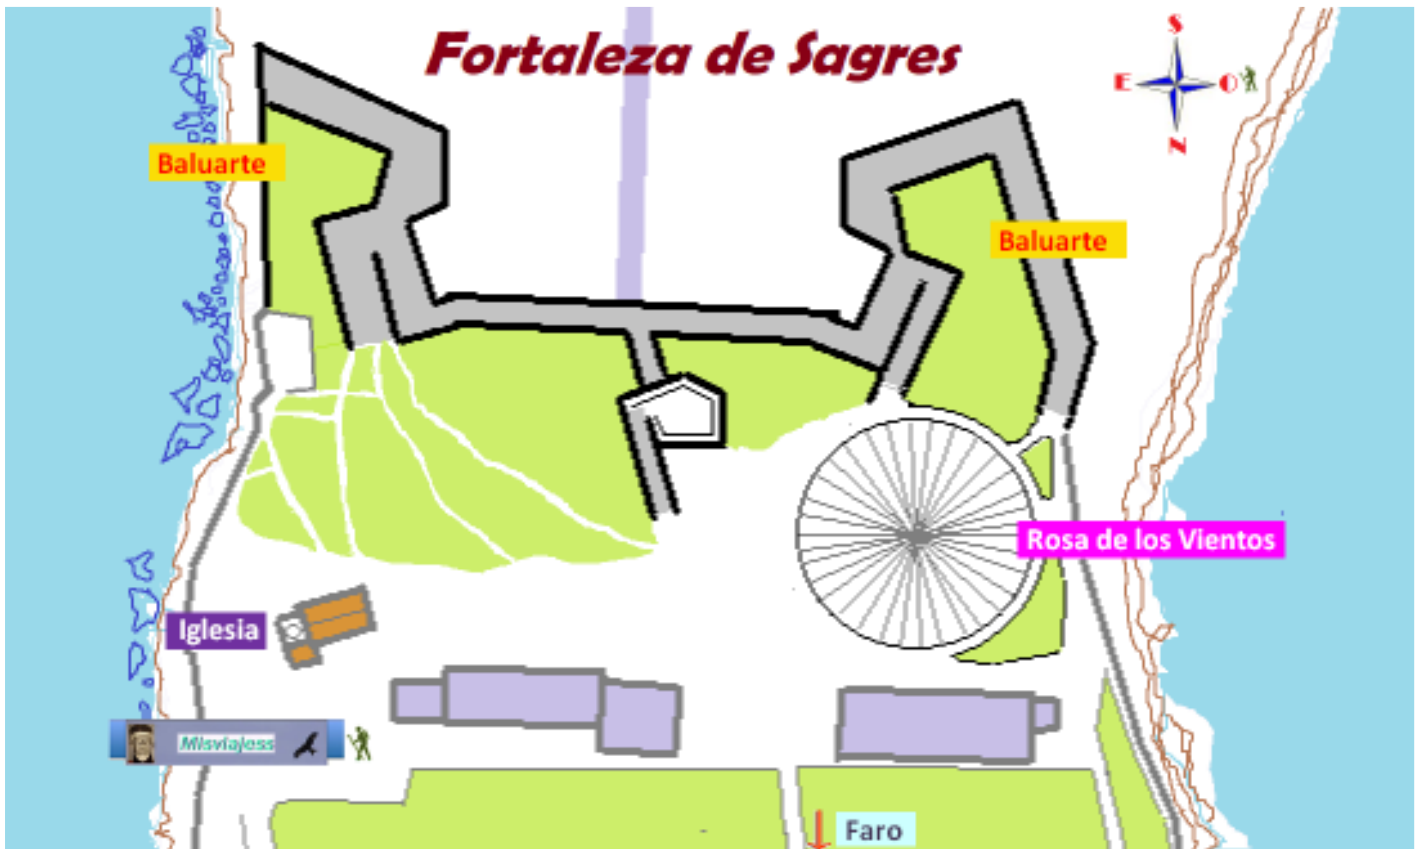 Fortaleza de Sagres
S
E
O
N
Baluarte
Baluarte
Rosa de los Vientos
Iglesia
Misviajess
Faro